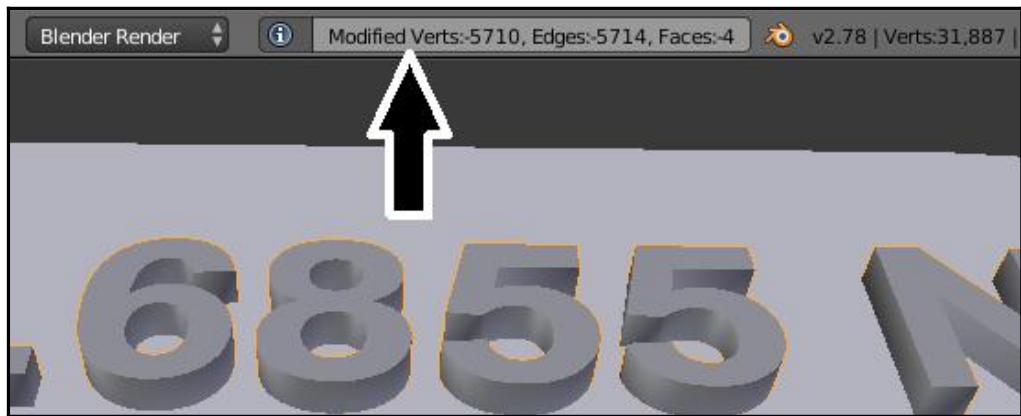 Blender Render Modified Verts:-5710, Edges:-5714, Faces:-4 v2.78 | Verts:31,887 |
6855 N